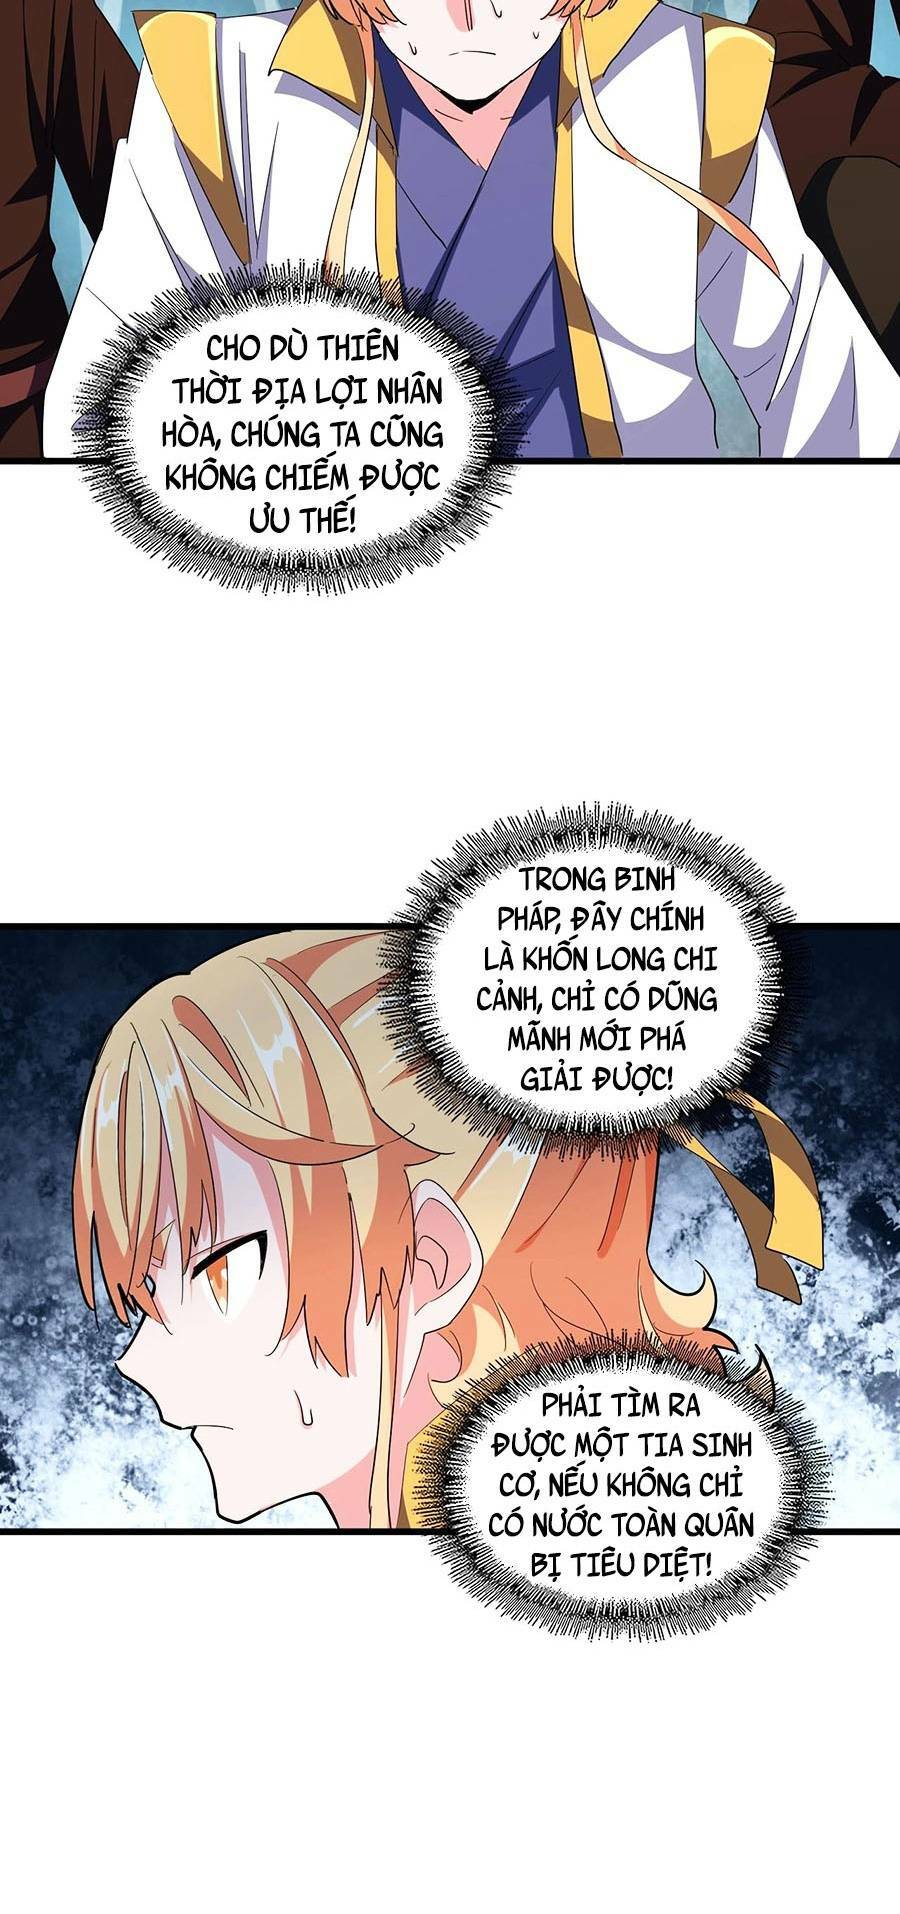 CHO DÙ THIÊN
THỜI ĐỊA LỢI NHÂN
HÒA, CHÚNG TA CŨNG
KHÔNG CHIẾM ĐƯỢC
ƯU THẾ!
TRONG BINH
PHÁP, ĐÂY CHÍNH
LÀ KHỐN LONG CHI
CẢNH, CHỈ CÓ DŨNG
MÃNH MỚI PHÁ
GIẢI ĐƯỢC!
PHẢI TÌM RA
ĐƯỢC MỘT TIA SINH
CƠ, NẾU KHÔNG CHỈ
CÓ NƯỚC TOÀN QUÂN
BỊ TIÊU DIỆT!